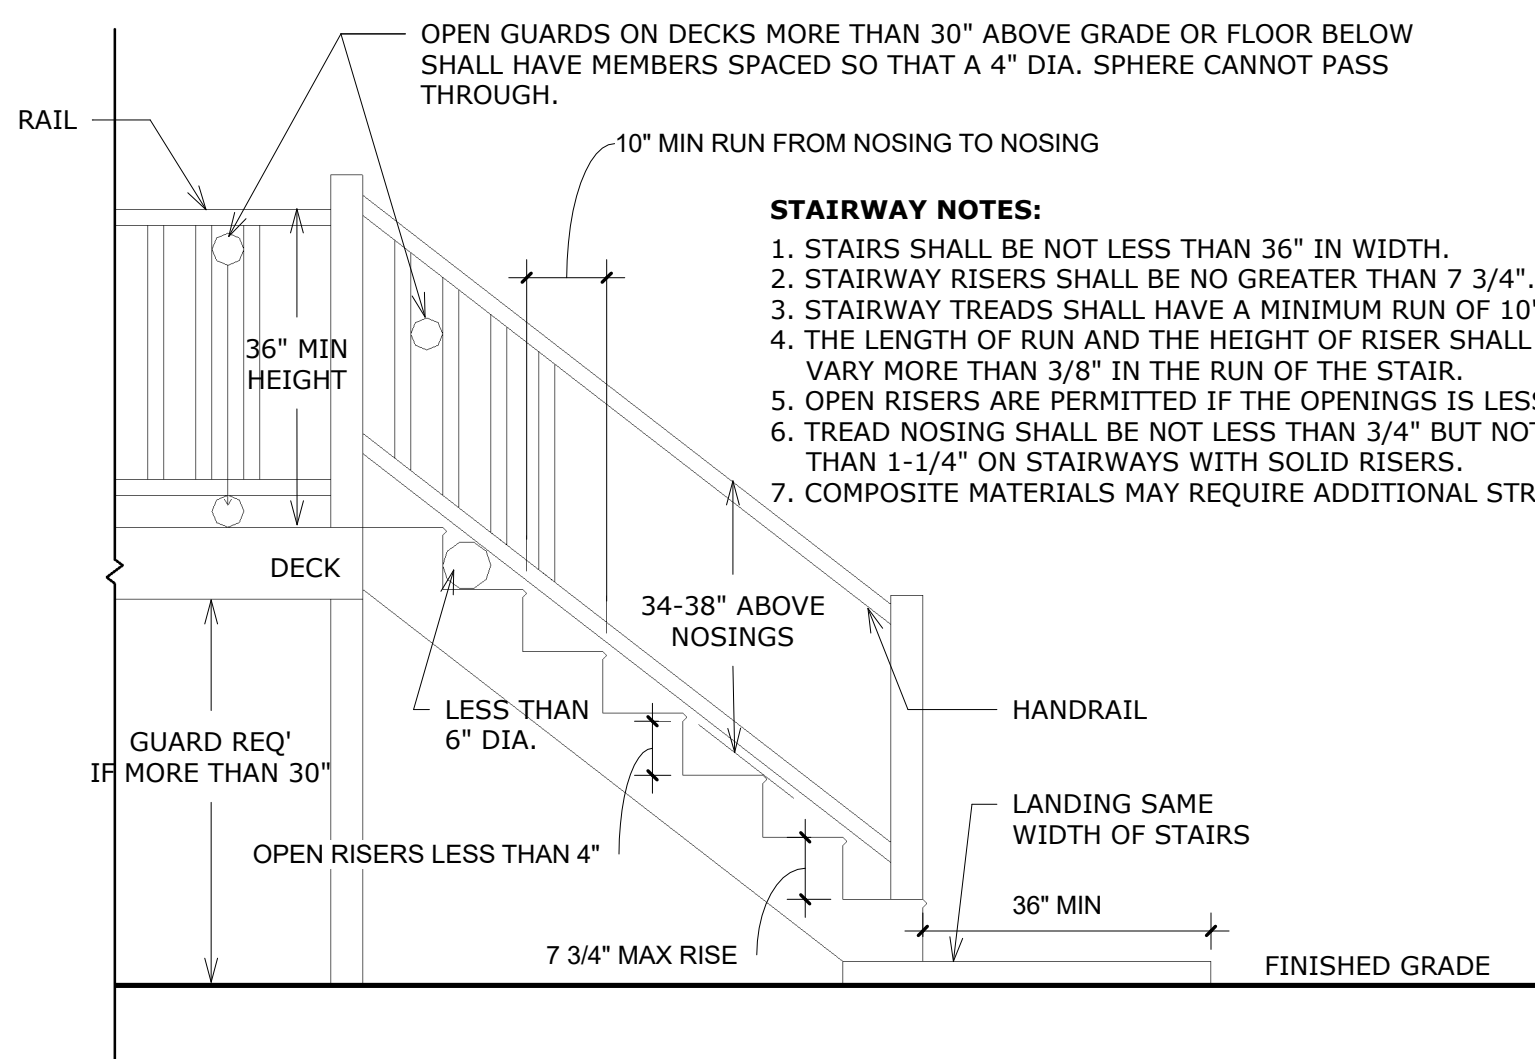 OPEN GUARDS ON DECKS MORE THAN 30" ABOVE GRADE OR FLOOR BELOW
SHALL HAVE MEMBERS SPACED SO THAT A 4" DIA. SPHERE CANNOT PASS
THROUGH.
RAIL
10" MIN RUN FROM NOSING TO NOSING
STAIRWAY NOTES:
1. STAIRS SHALL BE NOT LESS THAN 36" IN WIDTH.
2. STAIRWAY RISERS SHALL BE NO GREATER THAN 7 3/4".
3. STAIRWAY TREADS SHALL HAVE A MINIMUM RUN OF 10"
4. THE LENGTH OF RUN AND THE HEIGHT OF RISER SHALL
VARY MORE THAN 3/8" IN THE RUN OF THE STAIR.
5. OPEN RISERS ARE PERMITTED IF THE OPENINGS IS LESS
6. TREAD NOSING SHALL BE NOT LESS THAN 3/4" BUT NOT
THAN 1-1/4" ON STAIRWAYS WITH SOLID RISERS.
7. COMPOSITE MATERIALS MAY REQUIRE ADDITIONAL STR
36" MIN
HEIGHT
DECK
34-38" ABOVE
NOSINGS
LESS THAN
6" DIA.
HANDRAIL
GUARD REQ'
IF MORE THAN 30"
LANDING SAME
WIDTH OF STAIRS
OPEN RISERS LESS THAN 4"
36" MIN
7 3/4" MAX RISE
FINISHED GRADE